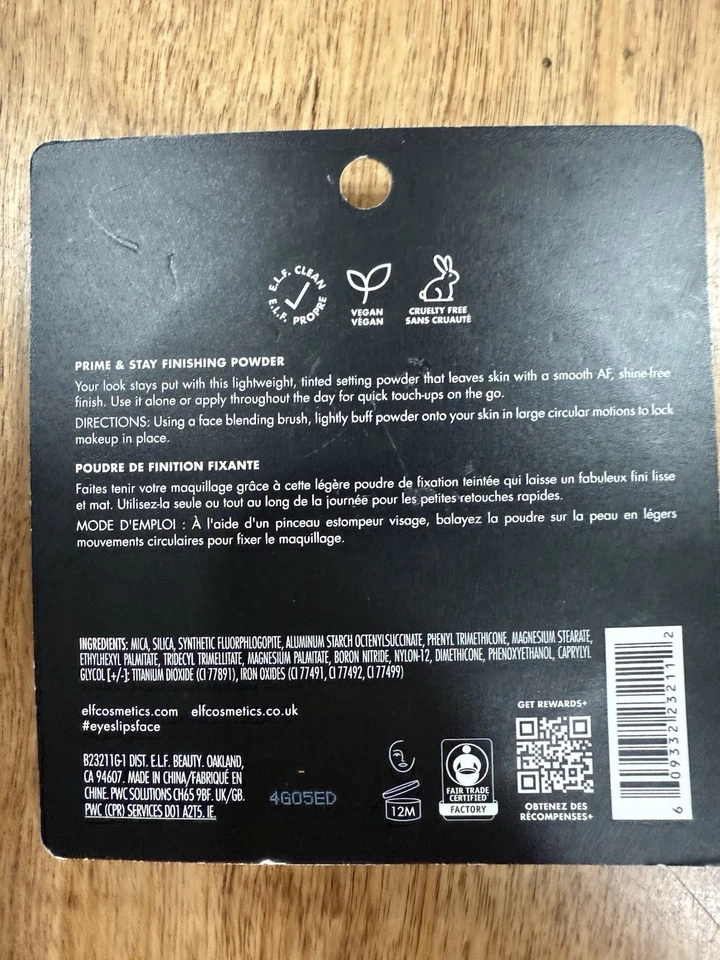 E.L.F. CLEAN
E.L.F. PROPRE
VEGAN
VÉGAN
CRUELTY FREE
SANS CRUAUTÉ
PRIME & STAY FINISHING POWDER
Your look stays put with this lightweight, tinted setting powder that leaves skin with a smooth AF, shine-free
finish. Use it alone or apply throughout the day for quick touch-ups on the go.
DIRECTIONS: Using a face blending brush, lightly buff powder onto your skin in large circular motions to lock
makeup in place.
POUDRE DE FINITION FIXANTE
Faites tenir votre maquillage grâce à cette légère poudre de fixation teintée qui laisse un fabuleux fini lisse
et mat. Utilisez-la seule ou tout au long de la journée pour les petites retouches rapides.
MODE D'EMPLOI : À l'aide d'un pinceau estompeur visage, balayez la poudre sur la peau en légers
mouvements circulaires pour fixer le maquillage.
INGREDIENTS: MICA, SILICA, SYNTHETIC FLUORPHLOGOPITE, ALUMINUM STARCH OCTENYLSUCCINATE, PHENYL TRIMETHICONE, MAGNESIUM STEARATE,
ETHYLHEXYL PALMITATE, TRIDECYL TRIMELLITATE, MAGNESIUM PALMITATE, BORON NITRIDE, NYLON-12, DIMETHICONE, PHENOXYETHANOL, CAPRYLYL
GLYCOL [+/-]: TITANIUM DIOXIDE (CI 77891), IRON OXIDES (CI 77491, CI 77492, CI 77499)
elfcosmetics.com elfcosmetics.co.uk
#eyeslipsface
B23211G-1 DIST. E.L.F. BEAUTY. OAKLAND,
CA 94607. MADE IN CHINA/FABRIQUÉ EN
CHINE. PWC SOLUTIONS CH65 9BF. UK/GB.
PWC (CPR) SERVICES D01 A2T5. IE.
4G05ED
12M
FAIR TRADE
CERTIFIED
FACTORY
GET REWARDS+
OBTENEZ DES
RÉCOMPENSES+
6 09332 23211 2